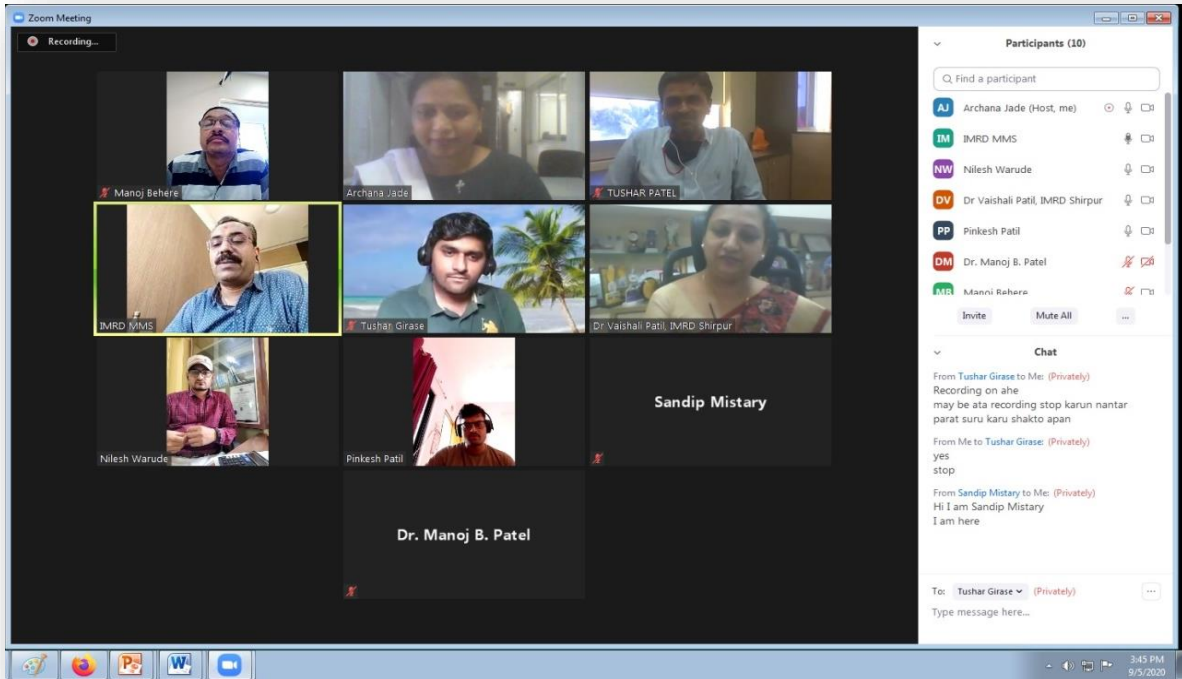 Zoom Meeting
Recording...
Manoj Behere
Archana Jade
TUSHAR PATEL
IMRD MMS
Tushar Girase
Dr Vaishali Patil, IMRD Shirpur
Nilesh Warude
Pinkesh Patil
Sandip Mistary
Dr. Manoj B. Patel
Participants (10)
Find a participant
AJ Archana Jade (Host, me)
IM IMRD MMS
NW Nilesh Warude
DV Dr Vaishali Patil, IMRD Shirpur
PP Pinkesh Patil
DM Dr. Manoj B. Patel
MB Manoj Behere
Invite Mute All ...
Chat
From Tushar Girase to Me: (Privately)
Recording on ahe
may be ata recording stop karun nantar
parat suru karu shakto apan
From Me to Tushar Girase: (Privately)
yes
stop
From Sandip Mistary to Me: (Privately)
Hi I am Sandip Mistary
I am here
To: Tushar Girase (Privately) ...
Type message here...
3:45 PM
9/5/2020